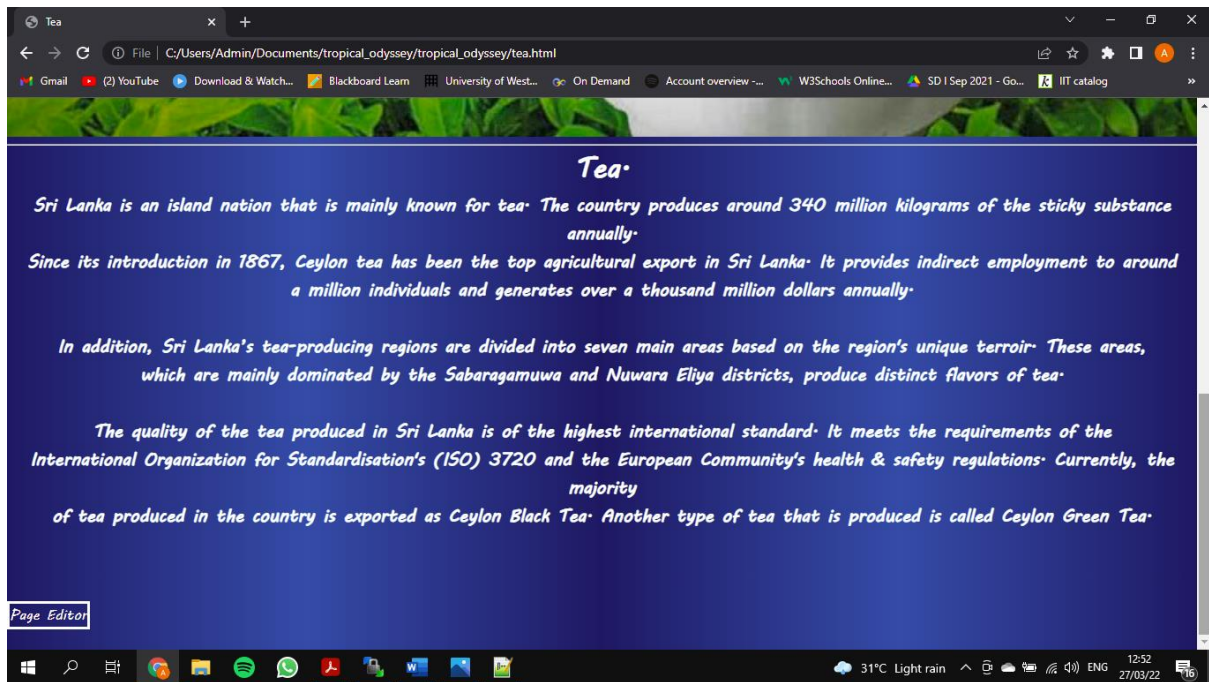 Tea
C:/Users/Admin/Documents/tropical_odyssey/tropical_odyssey/tea.html
File
A
Gmail (2) YouTube Download & Watch... Blackboard Learn University of West... On Demand Account overview -... W3Schools Online... SD I Sep 2021 - Go... k IIT catalog »
Tea.
Sri Lanka is an island nation that is mainly known for tea. The country produces around 340 million kilograms of the sticky substance
annually.
Since its introduction in 1867, Ceylon tea has been the top agricultural export in Sri Lanka. It provides indirect employment to around
a million individuals and generates over a thousand million dollars annually.
In addition, Sri Lanka's tea-producing regions are divided into seven main areas based on the region's unique terroir. These areas,
which are mainly dominated by the Sabaragamuwa and Nuwara Eliya districts, produce distinct flavors of tea.
The quality of the tea produced in Sri Lanka is of the highest international standard. It meets the requirements of the
International Organization for Standardisation's (ISO) 3720 and the European Community's health & safety regulations. Currently, the
majority
of tea produced in the country is exported as Ceylon Black Tea. Another type of tea that is produced is called Ceylon Green Tea.
Page Editor
31°C Light rain ENG 12:52
27/03/22 16